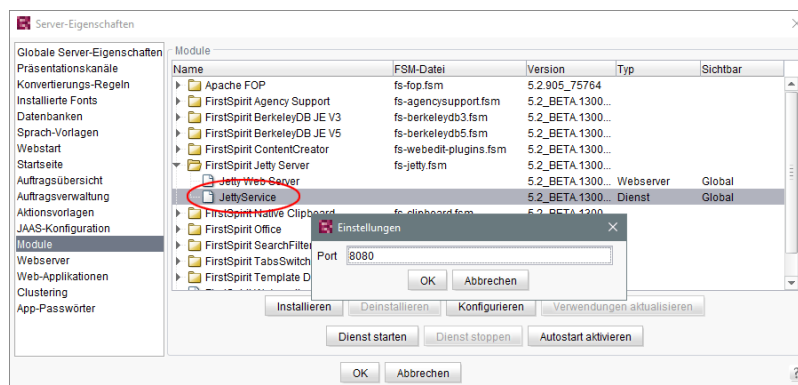 Server-Eigenschaften
Globale Server-Eigenschaften
Präsentationskanäle
Konvertierungs-Regeln
Installierte Fonts
Datenbanken
Sprach-Vorlagen
Webstart
Startseite
Auftragsübersicht
Auftragsverwaltung
Aktionsvorlagen
JAAS-Konfiguration
Module
Webserver
Web-Applikationen
Clustering
App-Passwörter
Module
Name FSM-Datei Version Typ Sichtbar
Apache FOP fs-fop.fsm 5.2.905_75764
FirstSpirit Agency Support fs-agencysupport.fsm 5.2_BETA.1300...
FirstSpirit BerkeleyDB JE V3 fs-berkeleydb3.fsm 5.2_BETA.1300...
FirstSpirit BerkeleyDB JE V5 fs-berkeleydb5.fsm 5.2_BETA.1300...
FirstSpirit ContentCreator fs-webedit-plugins.fsm 5.2_BETA.1300...
FirstSpirit Jetty Server fs-jetty.fsm 5.2_BETA.1300...
Jetty Web Server 5.2_BETA.1300... Webserver Global
JettyService 5.2_BETA.1300... Dienst Global
FirstSpirit Native Clipboard fs-clipboard.fsm 5.2_BETA.1300...
FirstSpirit Office
FirstSpirit SearchFilte
FirstSpirit TabsSwitch
FirstSpirit Template D
Einstellungen
Port 8080
OK Abbrechen
Installieren Deinstallieren Konfigurieren Verwendungen aktualisieren
Dienst starten Dienst stoppen Autostart aktivieren
OK Abbrechen
?